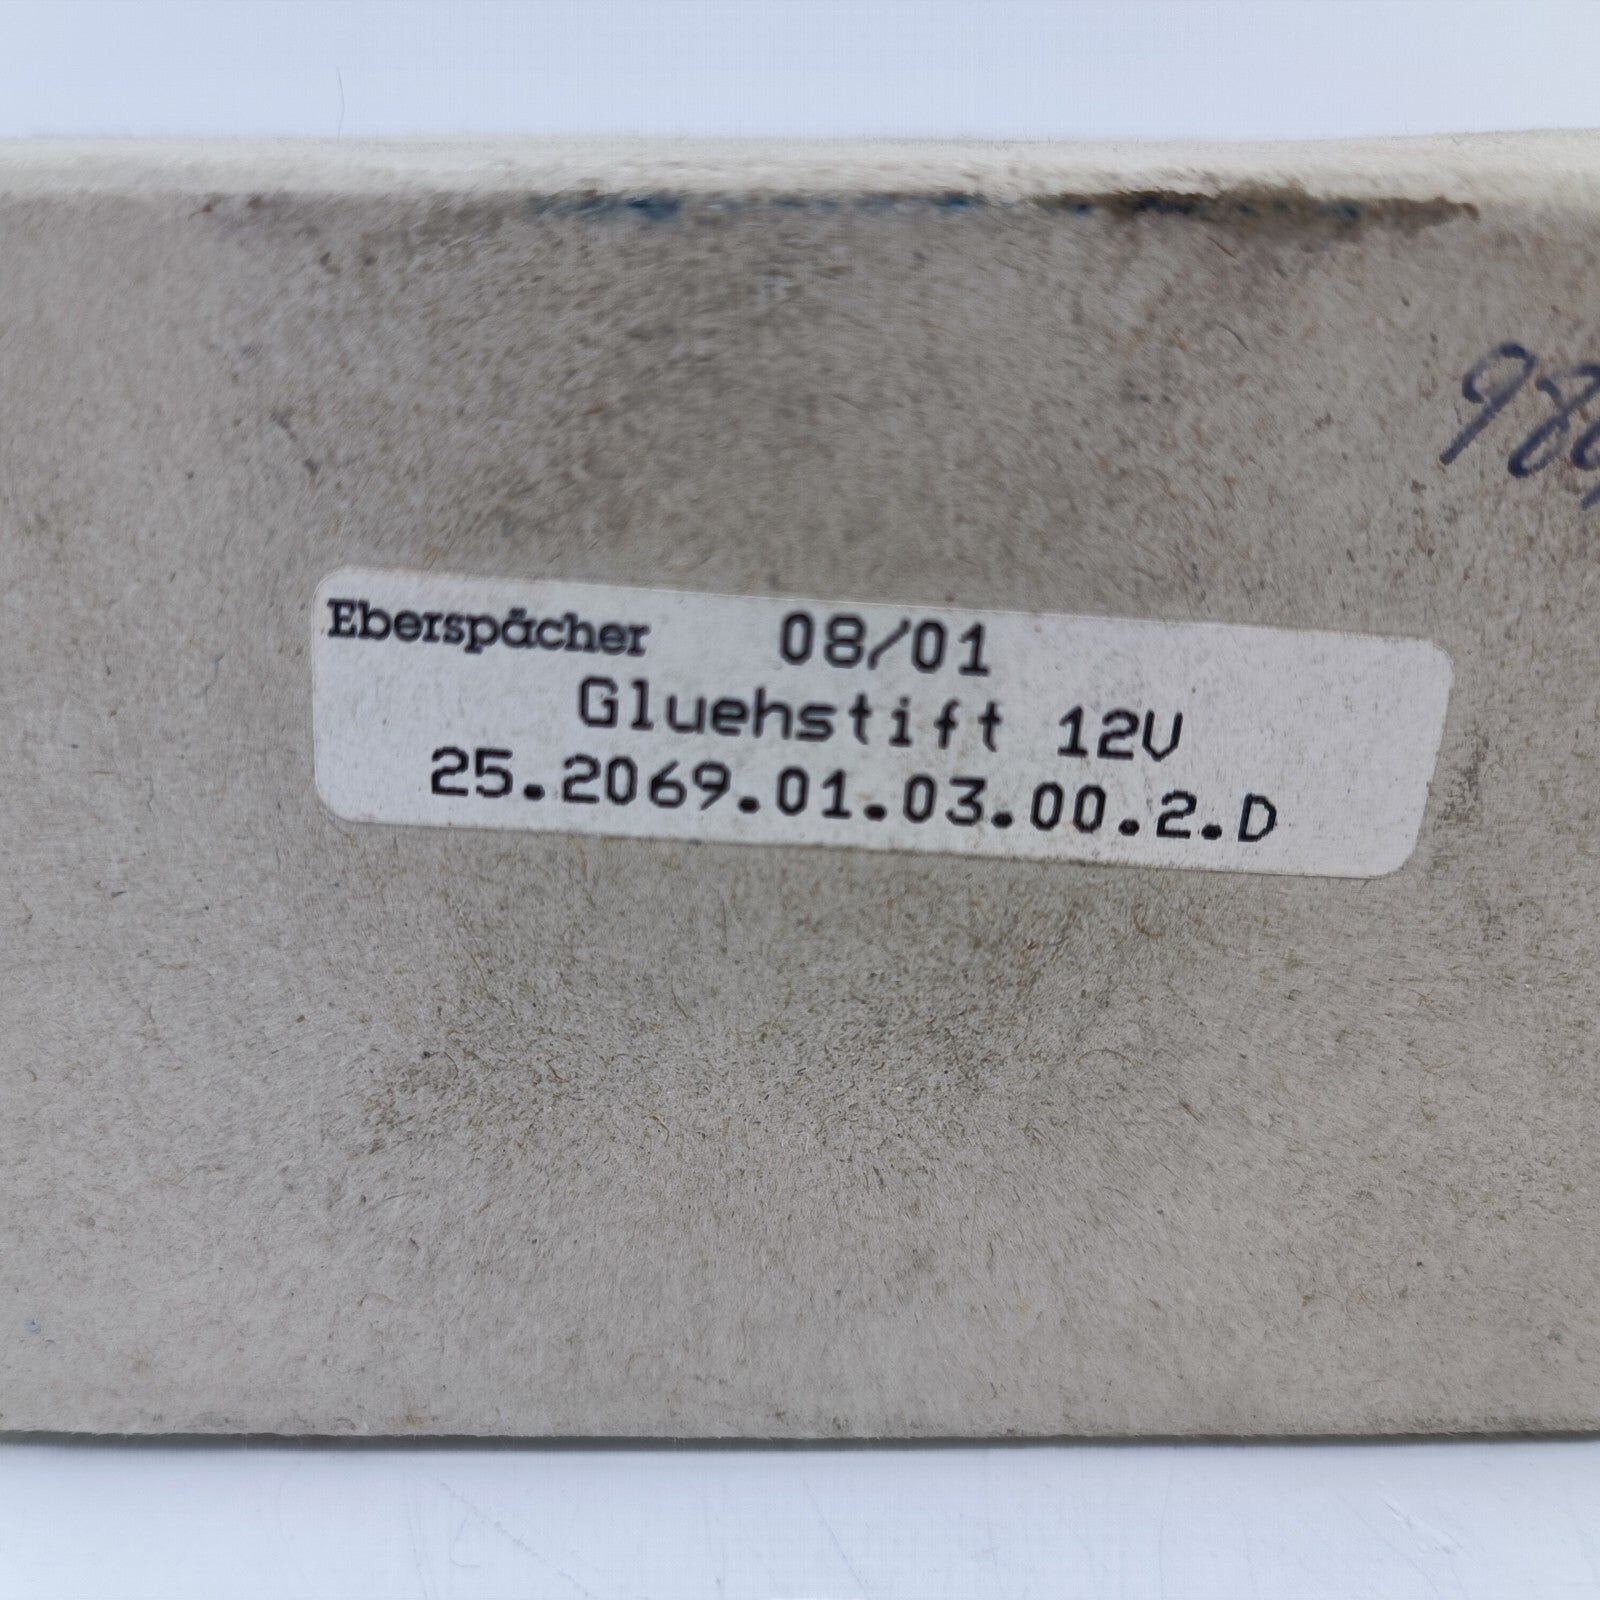 Eberspächer 08/01
Gluehstift 12V
25.2069.01.03.00.2.D